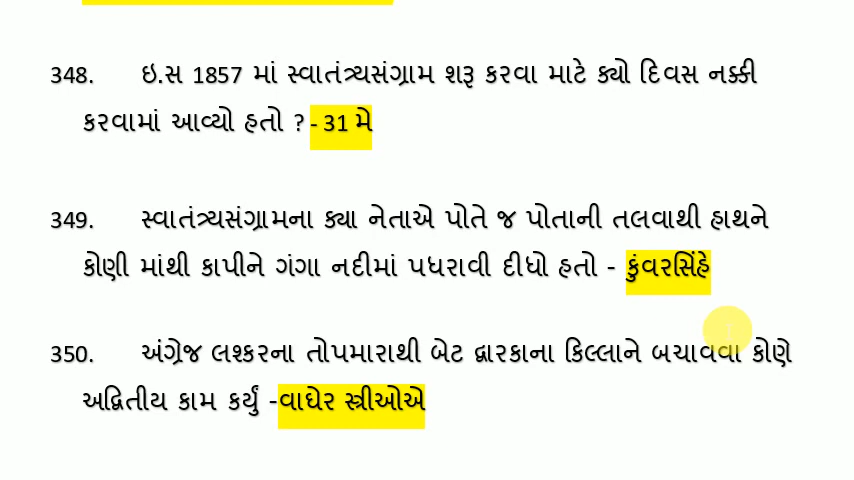 348. ઇ.સ 1857 માં સ્વાતંત્ર્યસંગ્રામ શરૂ કરવા માટે ક્યો દિવસ નક્કી
કરવામાં આવ્યો હતો ? - 31 મે
349. સ્વાતંત્ર્યસંગ્રામના ક્યા નેતાએ પોતે જ પોતાની તલવાથી હાથને
કોણી માંથી કાપીને ગંગા નદીમાં પધરાવી દીધો હતો - કુંવરસિંહે
350. અંગ્રેજ લશ્કરના તોપમારાથી બેટ દ્વારકાના કિલ્લાને બચાવવા કોણે
અદ્વિતીય કામ કર્યું -વાઘેર સ્ત્રીઓએ